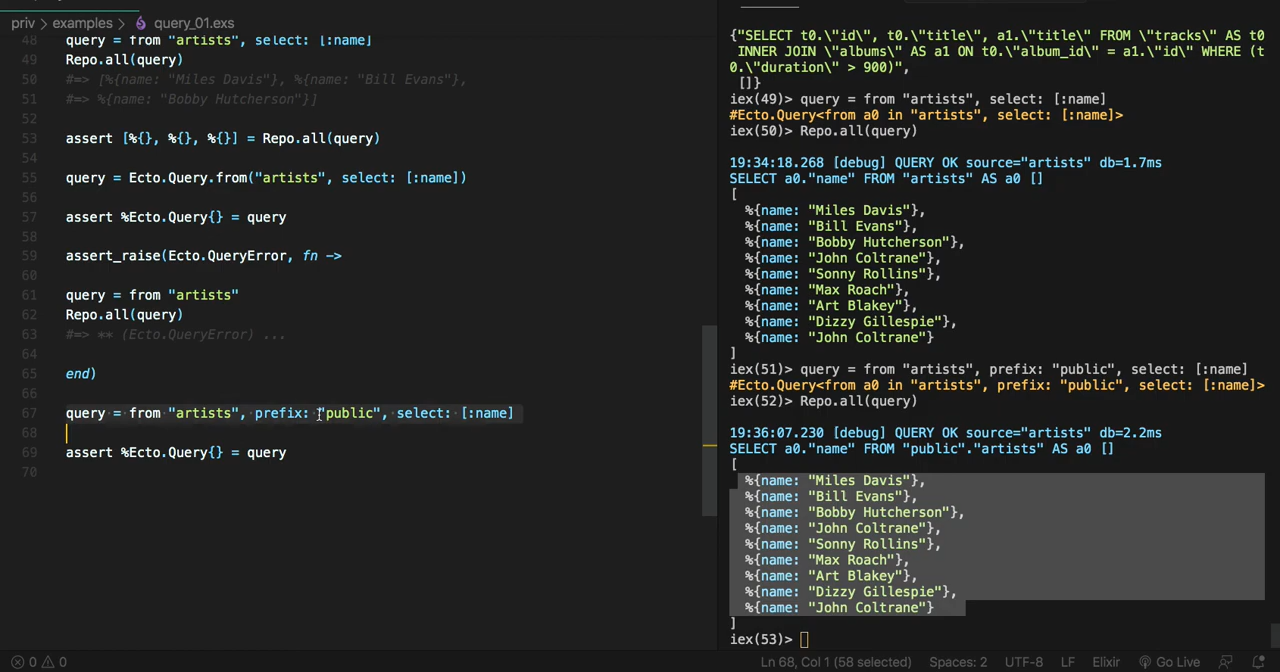 priv > examples > query_01.exs
48 query = from "artists", select: [:name]
49 Repo.all(query)
50 #=> [%{name: "Miles Davis"}, %{name: "Bill Evans"},
51 #=> %{name: "Bobby Hutcherson"}]
52
53 assert [%{}, %{}, %{}] = Repo.all(query)
54
55 query = Ecto.Query.from("artists", select: [:name])
56
57 assert %Ecto.Query{} = query
58
59 assert_raise(Ecto.QueryError, fn ->
60
61 query = from "artists"
62 Repo.all(query)
63 #=> ** (Ecto.QueryError) ...
64
65 end)
66
67 query = from "artists", prefix: "public", select: [:name]
68
69 assert %Ecto.Query{} = query
70
{"SELECT t0.\"id\", t0.\"title\", a1.\"title\" FROM \"tracks\" AS t0
INNER JOIN \"albums\" AS a1 ON t0.\"album_id\" = a1.\"id\" WHERE (t
0.\"duration\" > 900)",
[]}
iex(49)> query = from "artists", select: [:name]
#Ecto.Query<from a0 in "artists", select: [:name]>
iex(50)> Repo.all(query)
19:34:18.268 [debug] QUERY OK source="artists" db=1.7ms
SELECT a0."name" FROM "artists" AS a0 []
[
%{name: "Miles Davis"},
%{name: "Bill Evans"},
%{name: "Bobby Hutcherson"},
%{name: "John Coltrane"},
%{name: "Sonny Rollins"},
%{name: "Max Roach"},
%{name: "Art Blakey"},
%{name: "Dizzy Gillespie"},
%{name: "John Coltrane"}
]
iex(51)> query = from "artists", prefix: "public", select: [:name]
#Ecto.Query<from a0 in "artists", prefix: "public", select: [:name]>
iex(52)> Repo.all(query)
19:36:07.230 [debug] QUERY OK source="artists" db=2.2ms
SELECT a0."name" FROM "public"."artists" AS a0 []
[
%{name: "Miles Davis"},
%{name: "Bill Evans"},
%{name: "Bobby Hutcherson"},
%{name: "John Coltrane"},
%{name: "Sonny Rollins"},
%{name: "Max Roach"},
%{name: "Art Blakey"},
%{name: "Dizzy Gillespie"},
%{name: "John Coltrane"}
]
iex(53)>
0 0 Ln 68, Col 1 (58 selected) Spaces: 2 UTF-8 LF Elixir Go Live